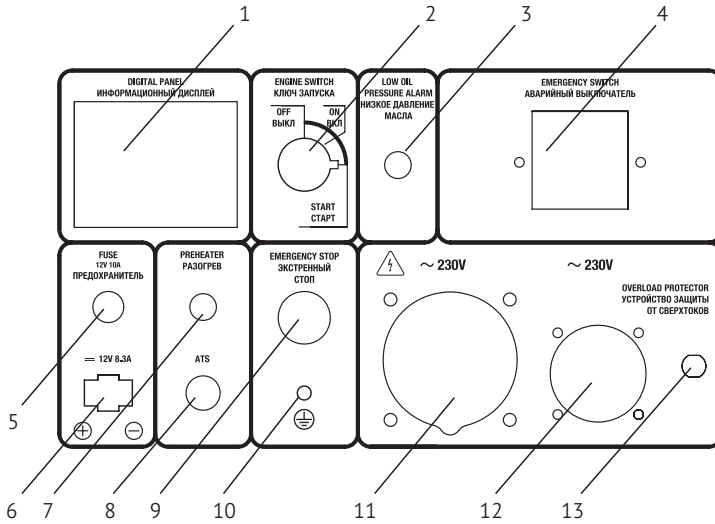 1 2 3 4
DIGITAL PANEL
ИНФОРМАЦИОННЫЙ ДИСПЛЕЙ
ENGINE SWITCH
КЛЮЧ ЗАПУСКА
OFF
ВЫКЛ
ON
ВКЛ
START
СТАРТ
LOW OIL
PRESSURE ALARM
НИЗКОЕ ДАВЛЕНИЕ
МАСЛА
EMERGENCY SWITCH
АВАРИЙНЫЙ ВЫКЛЮЧАТЕЛЬ
FUSE
12V 10A
ПРЕДОХРАНИТЕЛЬ
12V 8.3A
PREHEATER
РАЗОГРЕВ
ATS
EMERGENCY STOP
ЭКСТРЕННЫЙ
СТОП
~ 230V
~ 230V
OVERLOAD PROTECTOR
УСТРОЙСТВО ЗАЩИТЫ
ОТ СВЕРХТОКОВ
5
6 7 8 9 10 11 12 13